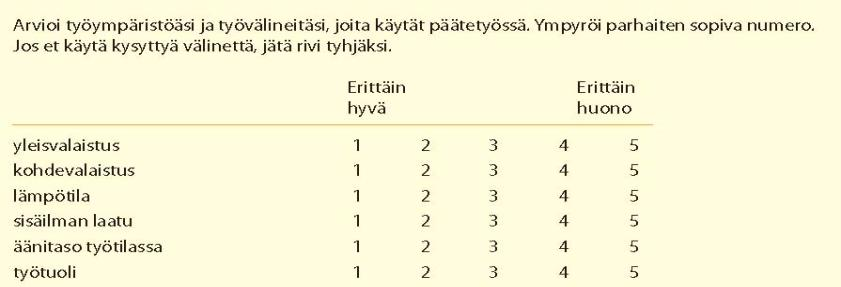 Arvioi työympäristöäsi ja työvälineitäsi, joita käytät päätetyössä. Ympyröi parhaiten sopiva numero.
Jos et käytä kysyttyä välinettä, jätä rivi tyhjäksi.
Erittäin Erittäin
hyvä huono
yleisvalaistus 1 2 3 4 5
kohdevalaistus 1 2 3 4 5
lämpötila 1 2 3 4 5
sisäilman laatu 1 2 3 4 5
äänitaso työtilassa 1 2 3 4 5
työtuoli 1 2 3 4 5